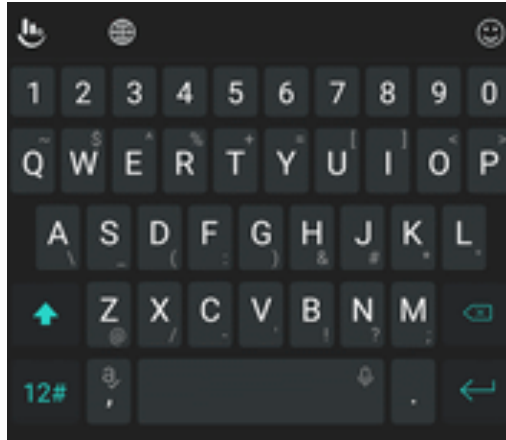 1 2 3 4 5 6 7 8 9 0
~ $ ^ % + = [ ] < >
Q W E R T Y U I O P
A S D F G H J K L
\ _ ( : ) & # * "
Z X C V B N M
@ / - ' ! ? ;
12# a , .